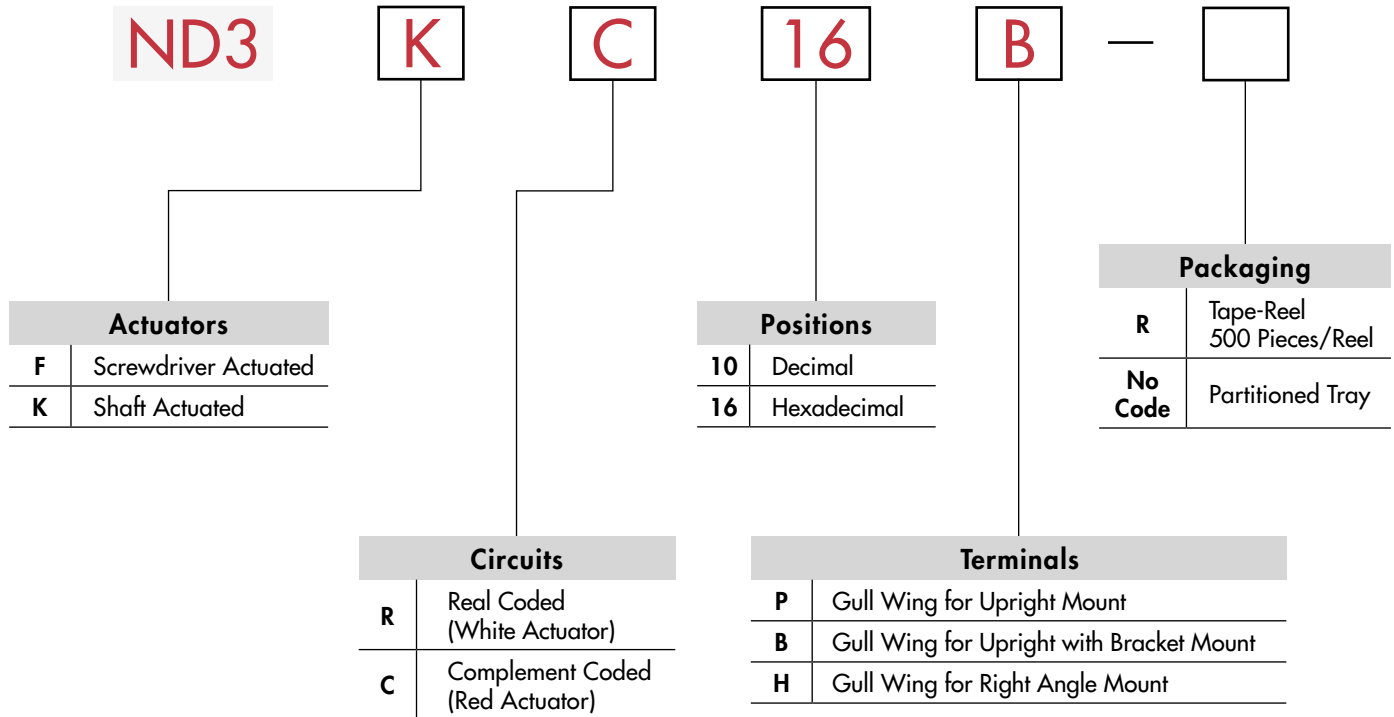 ND3 K C 16 B —
Actuators
F Screwdriver Actuated
K Shaft Actuated
Positions
10 Decimal
16 Hexadecimal
Packaging
R Tape-Reel
500 Pieces/Reel
No
Code Partitioned Tray
Circuits
R Real Coded
(White Actuator)
C Complement Coded
(Red Actuator)
Terminals
P Gull Wing for Upright Mount
B Gull Wing for Upright with Bracket Mount
H Gull Wing for Right Angle Mount